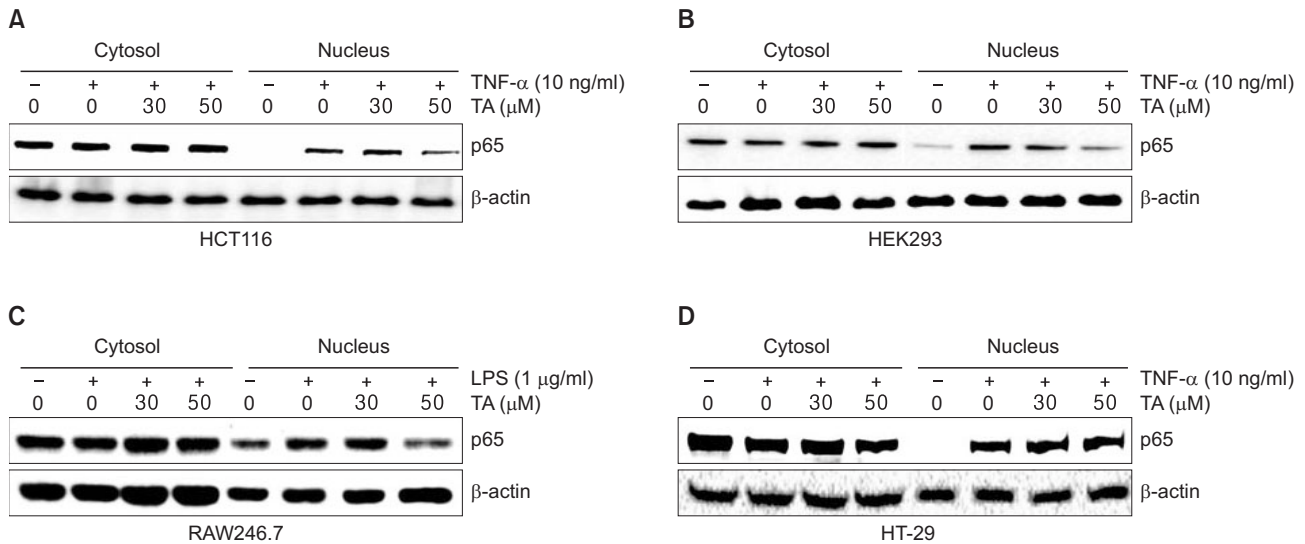 A
Cytosol Nucleus
– + + + – + + + TNF-α (10 ng/ml)
0 0 30 50 0 0 30 50 TA (μM)
p65
β-actin
HCT116
B
Cytosol Nucleus
– + + + – + + + TNF-α (10 ng/ml)
0 0 30 50 0 0 30 50 TA (μM)
p65
β-actin
HEK293
C
Cytosol Nucleus
– + + + – + + + LPS (1 μg/ml)
0 0 30 50 0 0 30 50 TA (μM)
p65
β-actin
RAW246.7
D
Cytosol Nucleus
– + + + – + + + TNF-α (10 ng/ml)
0 0 30 50 0 0 30 50 TA (μM)
p65
β-actin
HT-29